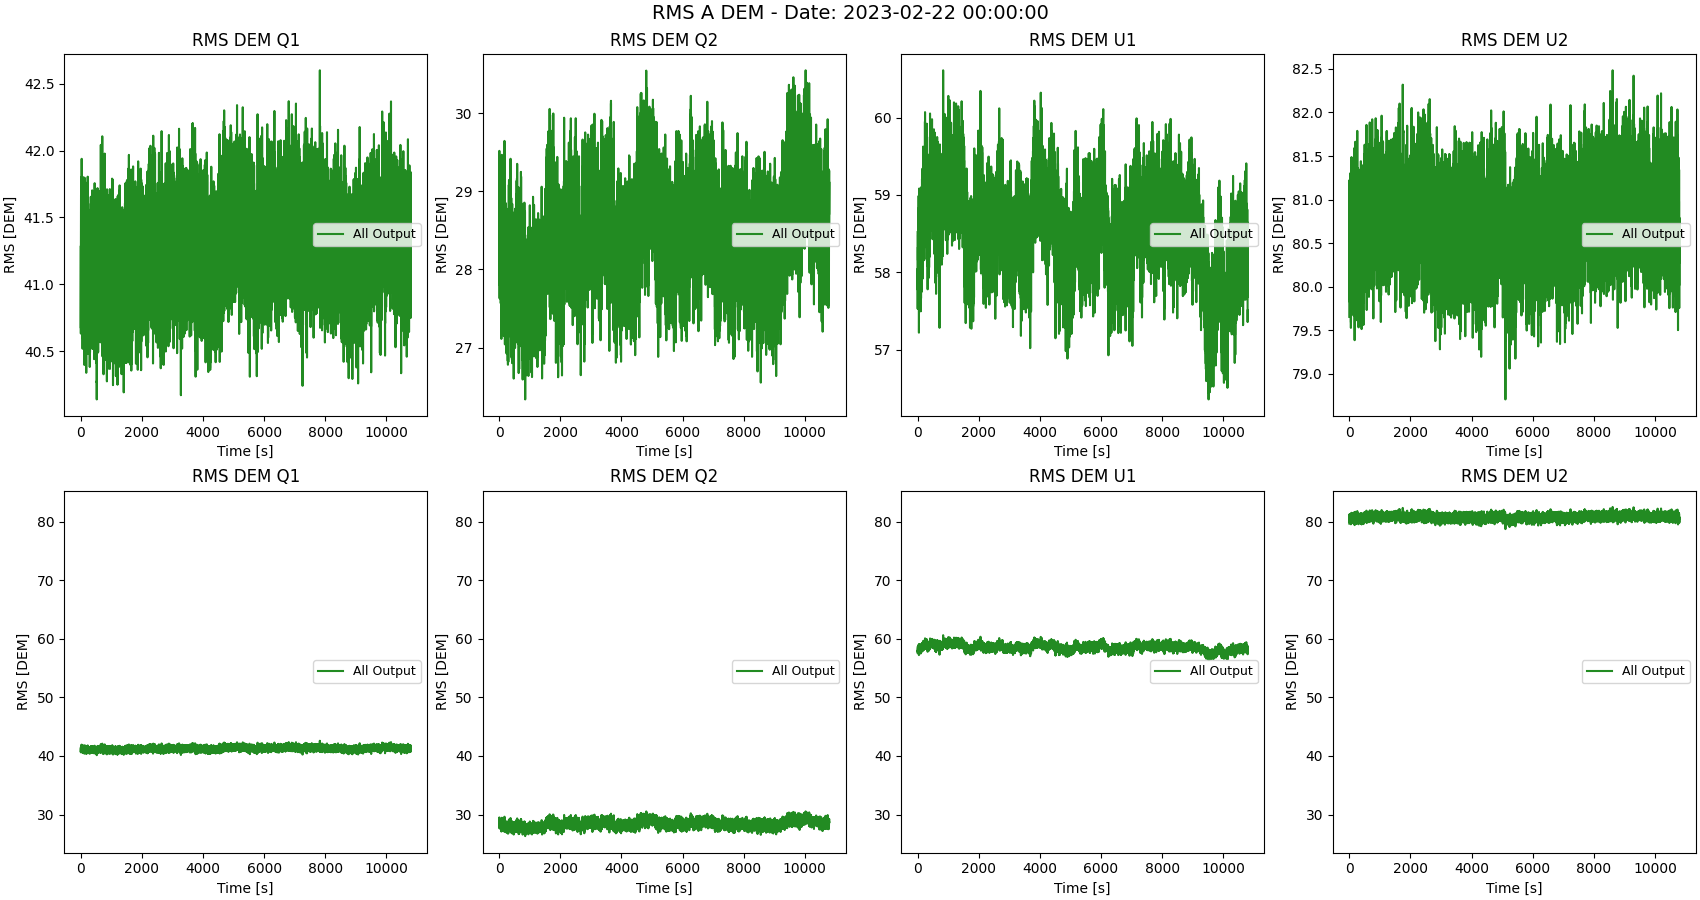 RMS A DEM - Date: 2023-02-22 00:00:00
RMS DEM Q1
RMS [DEM]
42.5
42.0
41.5
41.0
40.5
All Output
0 2000 4000 6000 8000 10000
Time [s]
RMS DEM Q2
RMS [DEM]
30
29
28
27
All Output
0 2000 4000 6000 8000 10000
Time [s]
RMS DEM U1
RMS [DEM]
60
59
58
57
All Output
0 2000 4000 6000 8000 10000
Time [s]
RMS DEM U2
RMS [DEM]
82.5
82.0
81.5
81.0
80.5
80.0
79.5
79.0
All Output
0 2000 4000 6000 8000 10000
Time [s]
RMS DEM Q1
RMS [DEM]
80
70
60
50
40
30
All Output
0 2000 4000 6000 8000 10000
Time [s]
RMS DEM Q2
RMS [DEM]
80
70
60
50
40
30
All Output
0 2000 4000 6000 8000 10000
Time [s]
RMS DEM U1
RMS [DEM]
80
70
60
50
40
30
All Output
0 2000 4000 6000 8000 10000
Time [s]
RMS DEM U2
RMS [DEM]
80
70
60
50
40
30
All Output
0 2000 4000 6000 8000 10000
Time [s]